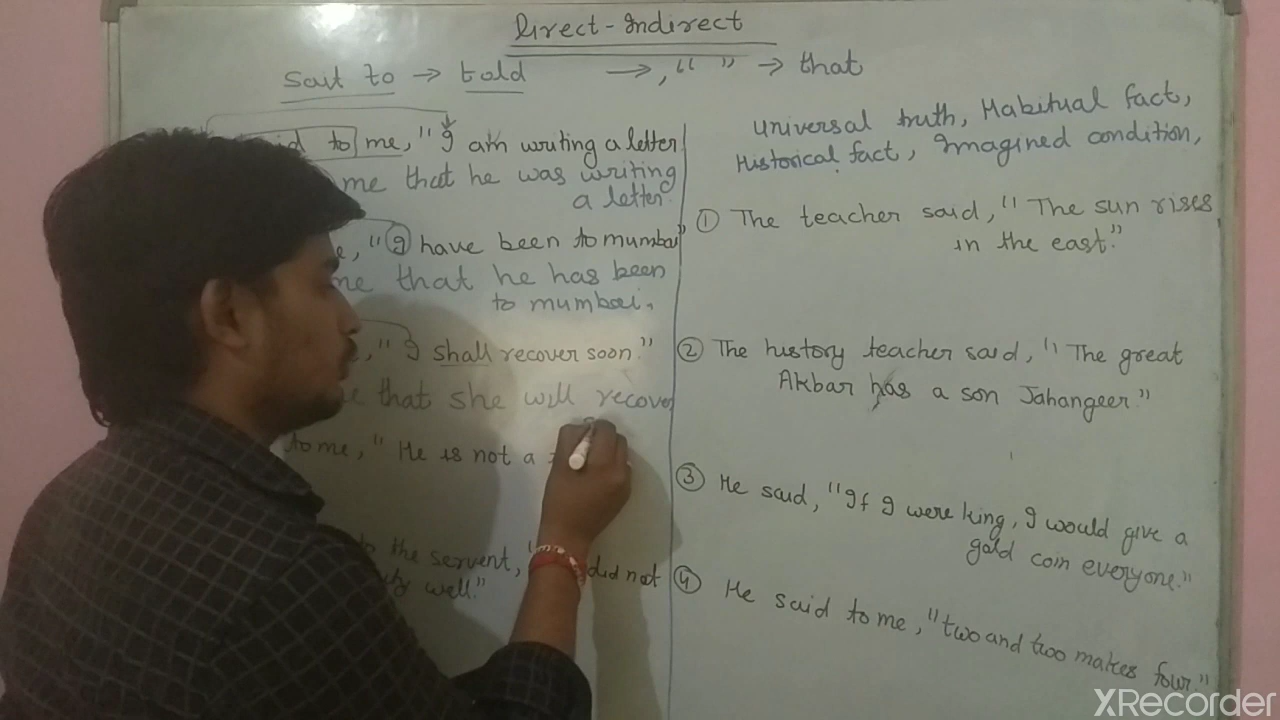 Direct-Indirect
said to → told → , " " → that
to me, "I am writing a letter
me that he was writing
a letter.
"I have been to mumbai"
me that he has been
to mumbai.
"I shall recover soon."
that she will recover
to me, "He is not a
to the servent, did not
well."
Universal truth, Habitual fact,
Historical fact, Imagined condition,
① The teacher said, "The sun rises
in the east."
② The history teacher said, "The great
Akbar has a son Jahangeer."
③ He said, "If I were king, I would give a
gold coin everyone."
④ He said to me, "two and two makes four"
XRecorder